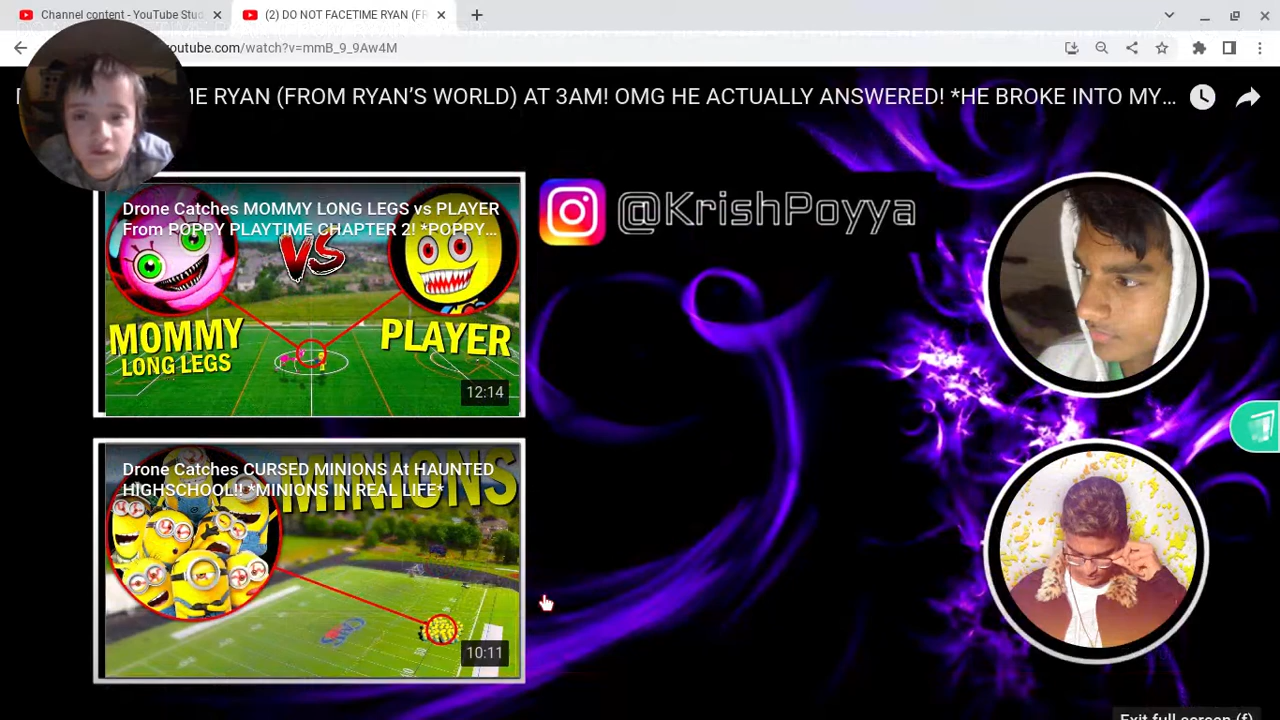 Channel content - YouTube Stu
(2) DO NOT FACETIME RYAN (FR
outube.com/watch?v=mmB_9_9Aw4M
ME RYAN (FROM RYAN'S WORLD) AT 3AM! OMG HE ACTUALLY ANSWERED! *HE BROKE INTO MY...
Drone Catches MOMMY LONG LEGS vs PLAYER
From POPPY PLAYTIME CHAPTER 2! *POPPY...
VS
MOMMY
LONG LEGS
PLAYER
12:14
@KrishPoyya
Drone Catches CURSED MINIONS At HAUNTED
HIGHSCHOOL!! *MINIONS IN REAL LIFE*
MINIONS
10:11
Exit full screen (f)